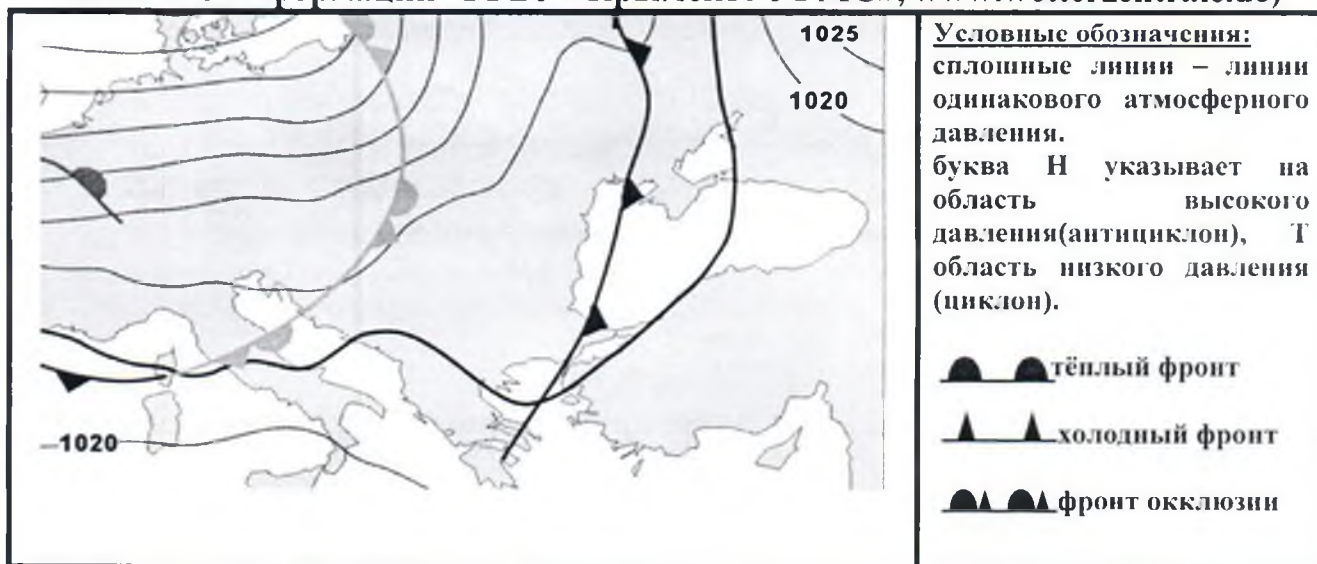 1025
1020
1020
Условные обозначения:
сплошные линии – линии
одинакового атмосферного
давления.
буква Н указывает на
область высокого
давления(антициклон), Т
область низкого давления
(циклон).
тёплый фронт
холодный фронт
фронт окклюзии